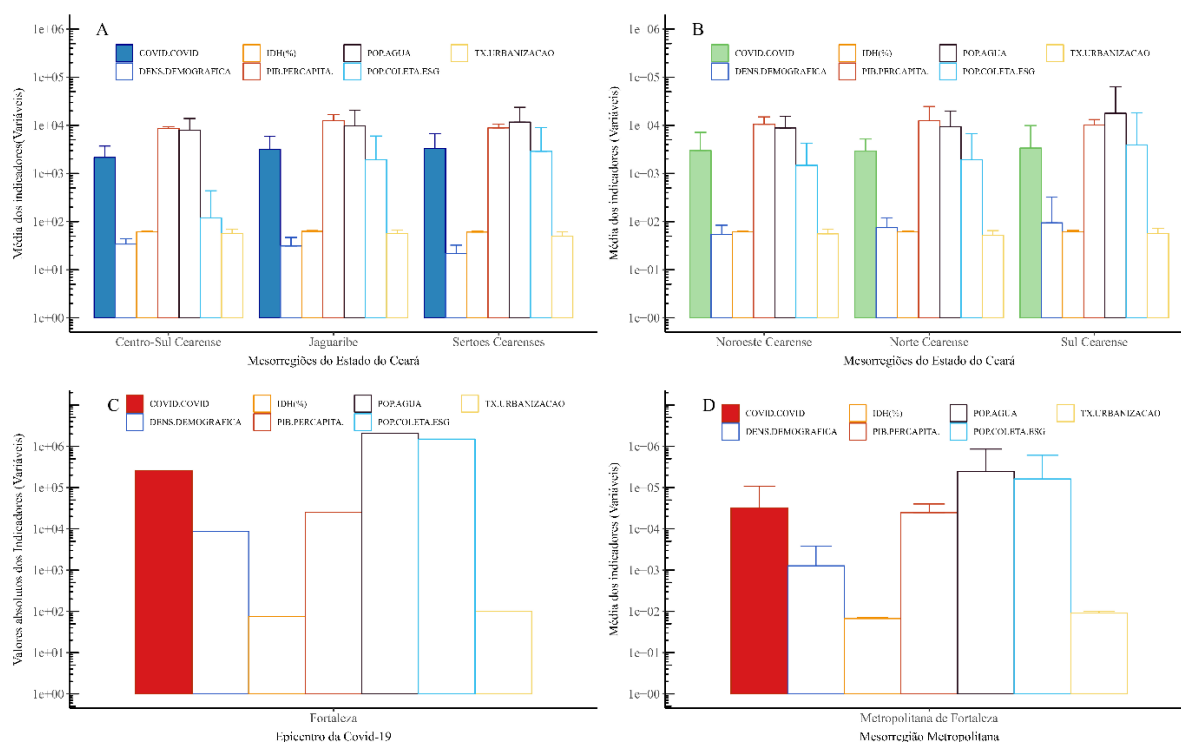 A
1e+06
1e+05
1e+04
1e+03
1e+02
1e+01
1e+00
Média dos indicadores(Variáveis)
COVID.COVID IDH(%) POP.AGUA TX.URBANIZACAO
DENS.DEMOGRAFICA PIB.PERCAPITA. POP.COLETA.ESG
Centro-Sul Cearense Jaguaribe Sertoes Cearenses
Mesorregiões do Estado do Ceará
B
1e+06
1e−05
1e−04
1e−03
1e−02
1e−01
1e+00
Média dos indicadores (Variáveis)
COVID.COVID IDH(%) POP.AGUA TX.URBANIZACAO
DENS.DEMOGRAFICA PIB.PERCAPITA. POP.COLETA.ESG
Noroeste Cearense Norte Cearense Sul Cearense
Mesorregiões do Estado do Ceará
C
1e+06
1e+05
1e+04
1e+03
1e+02
1e+01
1e+00
Valores absolutos dos Indicadores (Variáveis)
COVID.COVID IDH(%) POP.AGUA TX.URBANIZACAO
DENS.DEMOGRAFICA PIB.PERCAPITA. POP.COLETA.ESG
Fortaleza
Epicentro da Covid-19
D
1e−06
1e−05
1e−04
1e−03
1e−02
1e−01
1e−00
Média dos indicadores (Variáveis)
COVID.COVID IDH(%) POP.AGUA TX.URBANIZACAO
DENS.DEMOGRAFICA PIB.PERCAPITA. POP.COLETA.ESG
Metropolitana de Fortaleza
Mesorregião Metropolitana